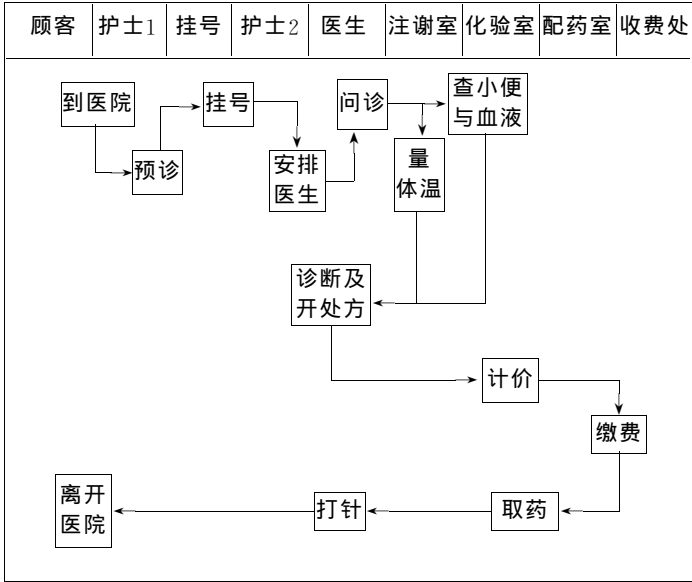 顾客 护士1 挂号 护士2 医生 注谢室 化验室 配药室 收费处
到医院
预诊
挂号
安排
医生
问诊
查小便
与血液
量
体温
诊断及
开处方
计价
缴费
取药
打针
离开
医院